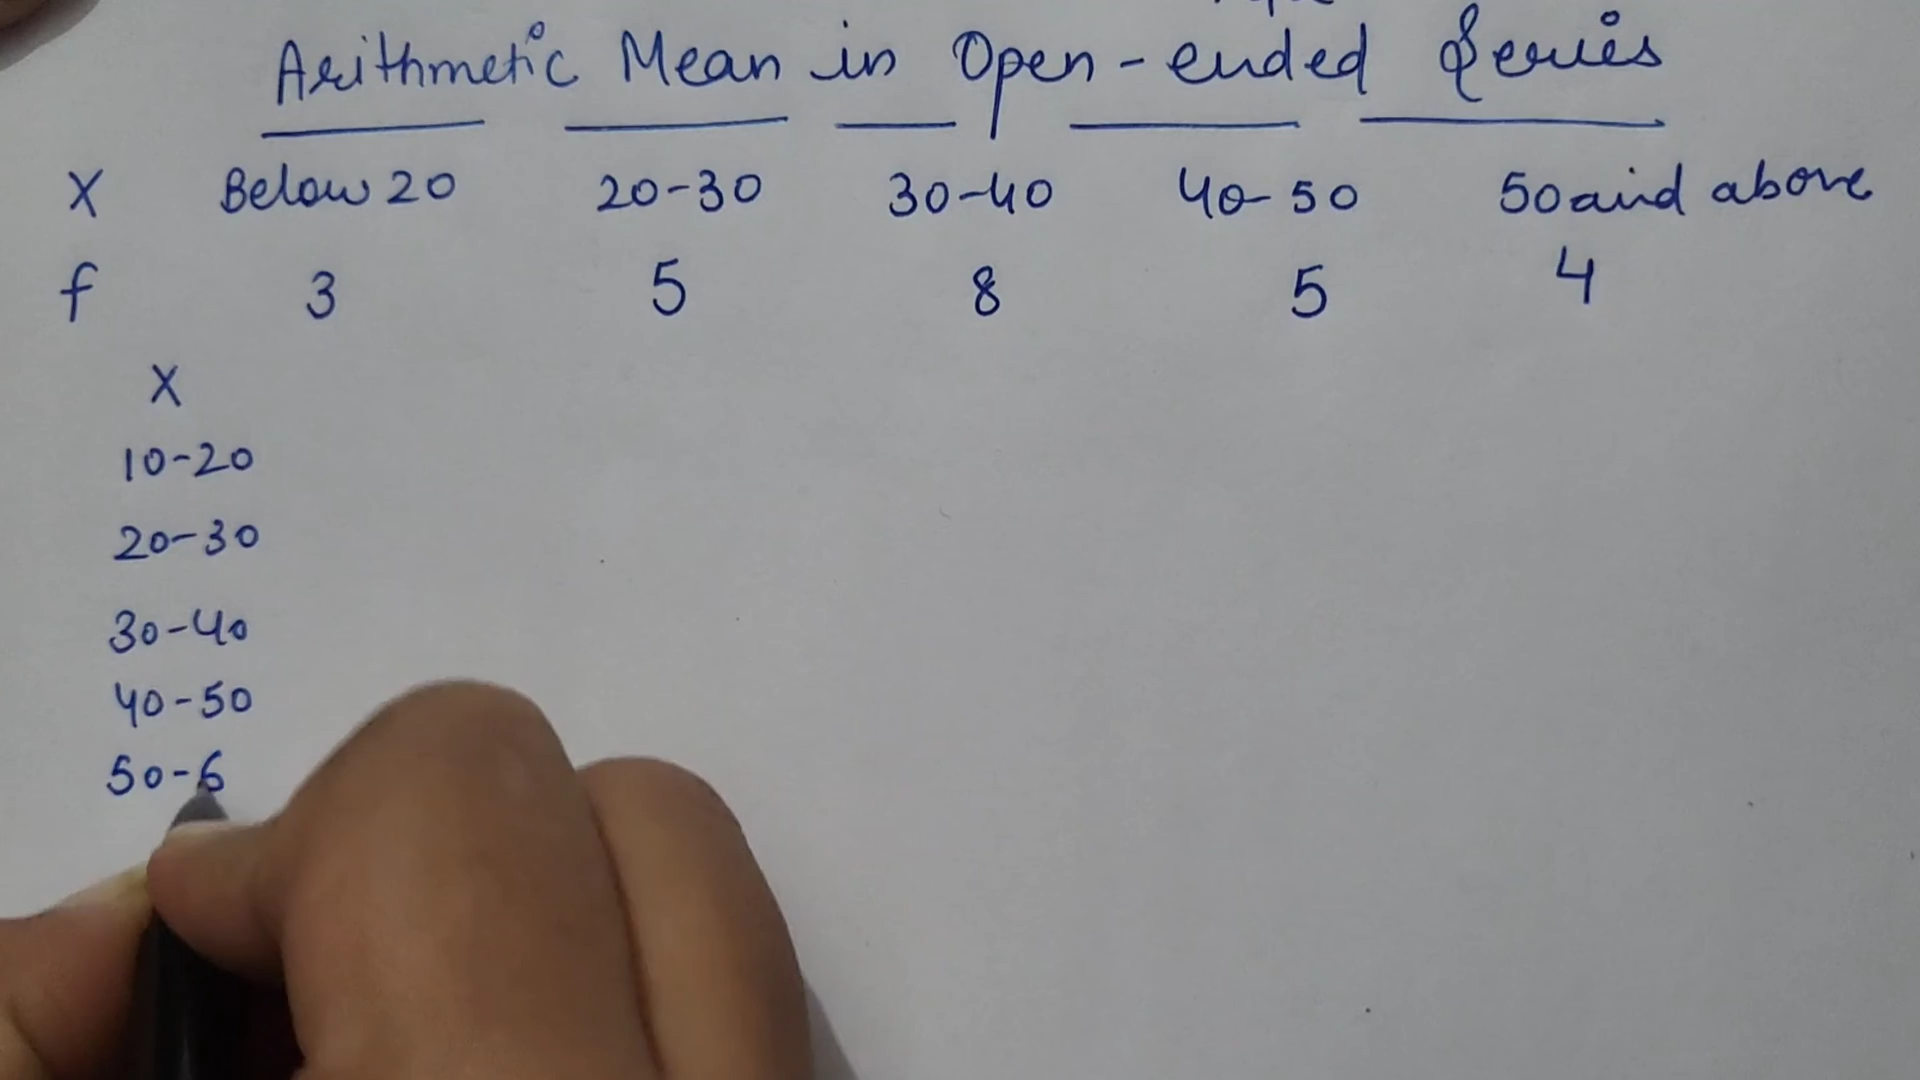 Arithmetic Mean in Open-ended Series
X Below 20 20-30 30-40 40-50 50 and above
f 3 5 8 5 4
X
10-20
20-30
30-40
40-50
50-6